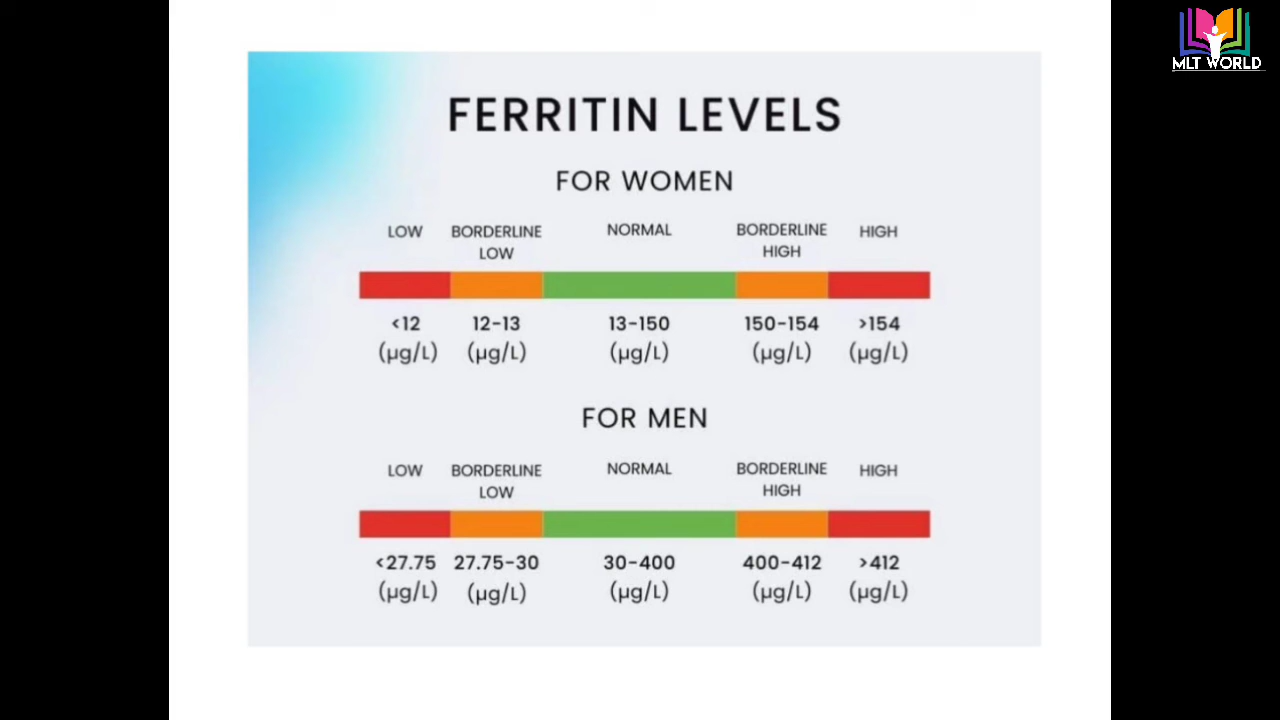 MLT WORLD
FERRITIN LEVELS
FOR WOMEN
LOW BORDERLINE LOW NORMAL BORDERLINE HIGH HIGH
<12 12-13 13-150 150-154 >154
(µg/L) (µg/L) (µg/L) (µg/L) (µg/L)
FOR MEN
LOW BORDERLINE LOW NORMAL BORDERLINE HIGH HIGH
<27.75 27.75-30 30-400 400-412 >412
(µg/L) (µg/L) (µg/L) (µg/L) (µg/L)